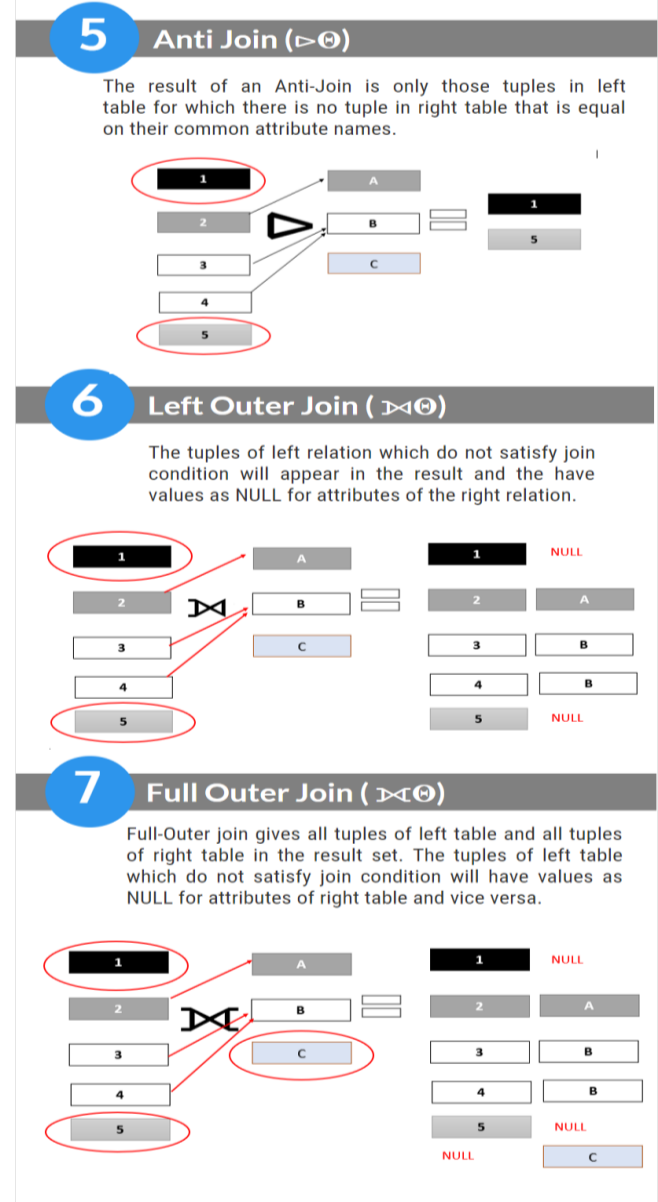 5
Anti Join (▷Θ)
The result of an Anti-Join is only those tuples in left
table for which there is no tuple in right table that is equal
on their common attribute names.
1 A
1
2 B
5
3 C
4
5
6
Left Outer Join ( ⟕Θ)
The tuples of left relation which do not satisfy join
condition will appear in the result and the have
values as NULL for attributes of the right relation.
1 A 1 NULL
2 B 2 A
3 C 3 B
4 4 B
5 5 NULL
7
Full Outer Join ( ⟗Θ)
Full-Outer join gives all tuples of left table and all tuples
of right table in the result set. The tuples of left table
which do not satisfy join condition will have values as
NULL for attributes of right table and vice versa.
1 A 1 NULL
2 B 2 A
3 C 3 B
4 4 B
5 5 NULL
NULL C